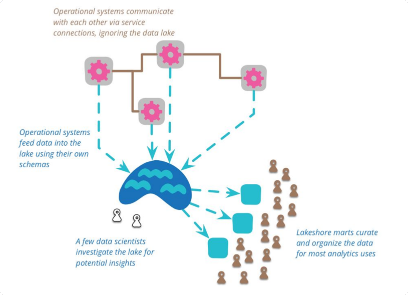 Operational systems communicate
with each other via service
connections, ignoring the data lake
Operational systems
feed data into the
lake using their own
schemas
A few data scientists
investigate the lake for
potential insights
Lakeshore marts curate
and organize the data
for most analytics uses